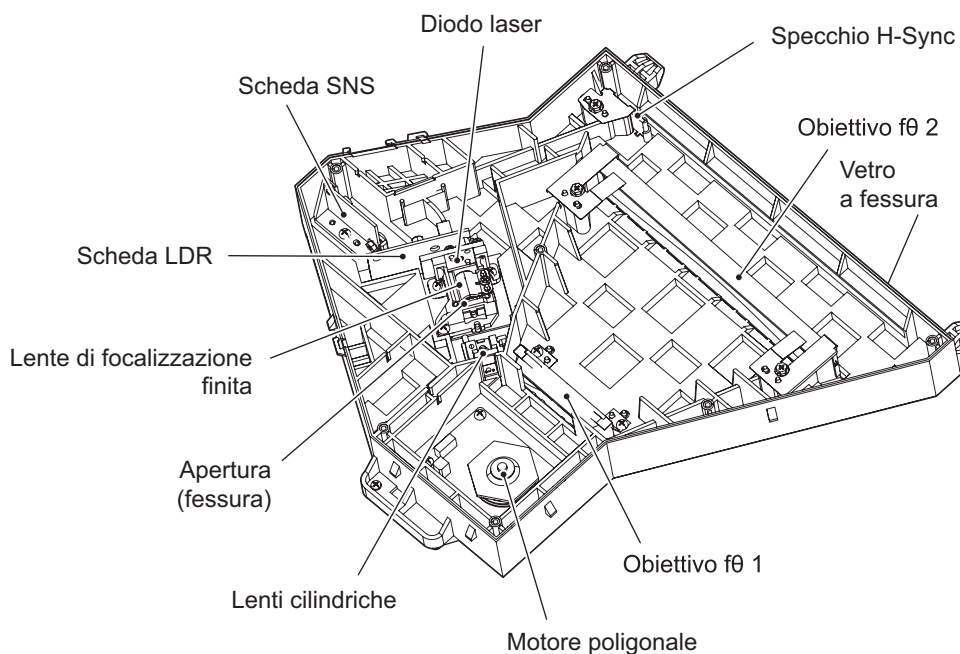 Diodo laser
Specchio H-Sync
Scheda SNS
Obiettivo fθ 2
Vetro
a fessura
Scheda LDR
Lente di focalizzazione
finita
Apertura
(fessura)
Obiettivo fθ 1
Lenti cilindriche
Motore poligonale